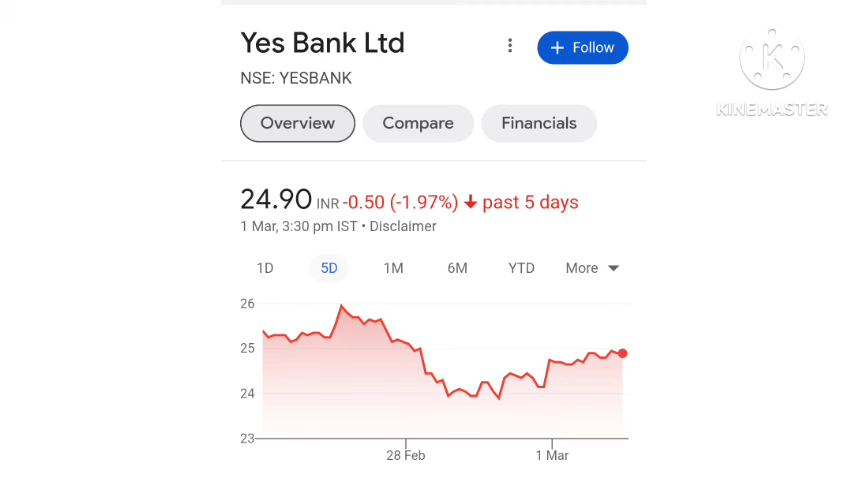 Yes Bank Ltd
+ Follow
NSE: YESBANK
Overview
Compare
Financials
24.90 INR -0.50 (-1.97%) ↓ past 5 days
1 Mar, 3:30 pm IST • Disclaimer
1D
5D
1M
6M
YTD
More
26
25
24
23
28 Feb
1 Mar
K
KINEMASTER